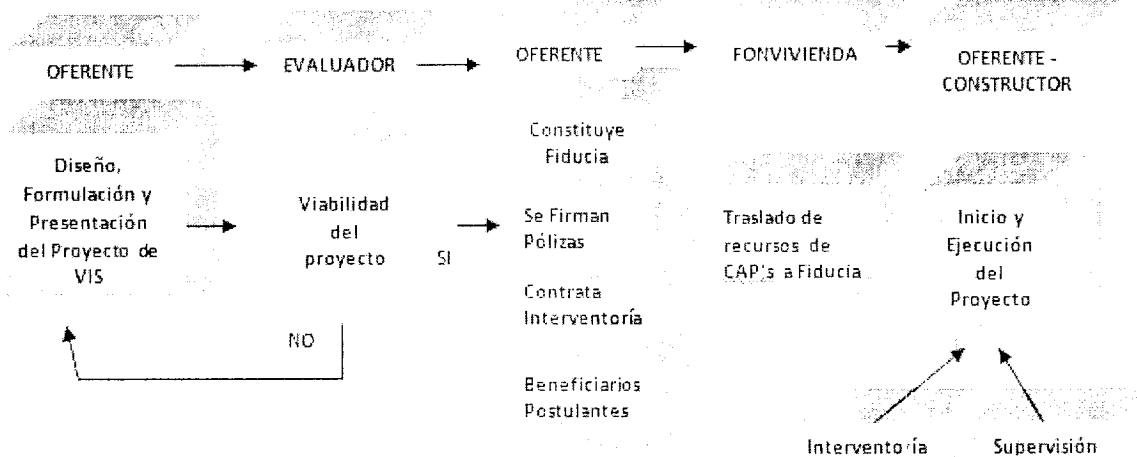 OFERENTE
EVALUADOR
OFERENTE
FONVIVIENDA
OFERENTE -
CONSTRUCTOR
Diseño,
Formulación y
Presentación
del Proyecto de
VIS
Viabilidad
del
proyecto
SI
NO
Constituye
Fiducia
Se Firman
Pólizas
Contrata
Interventoría
Beneficiarios
Postulantes
Traslado de
recursos de
CAP's a Fiducia
Inicio y
Ejecución
del
Proyecto
Interventoría
Supervisión